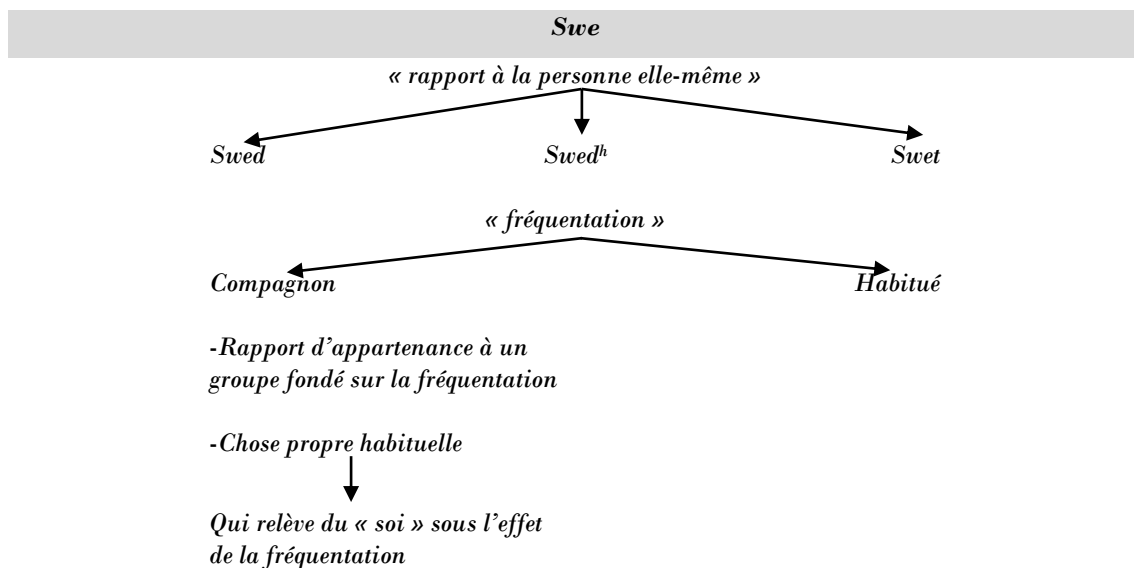 Swe
« rapport à la personne elle-même »
Swed Swedʰ Swet
« fréquentation »
Compagnon Habitué
-Rapport d’appartenance à un
groupe fondé sur la fréquentation
-Chose propre habituelle
Qui relève du « soi » sous l’effet
de la fréquentation